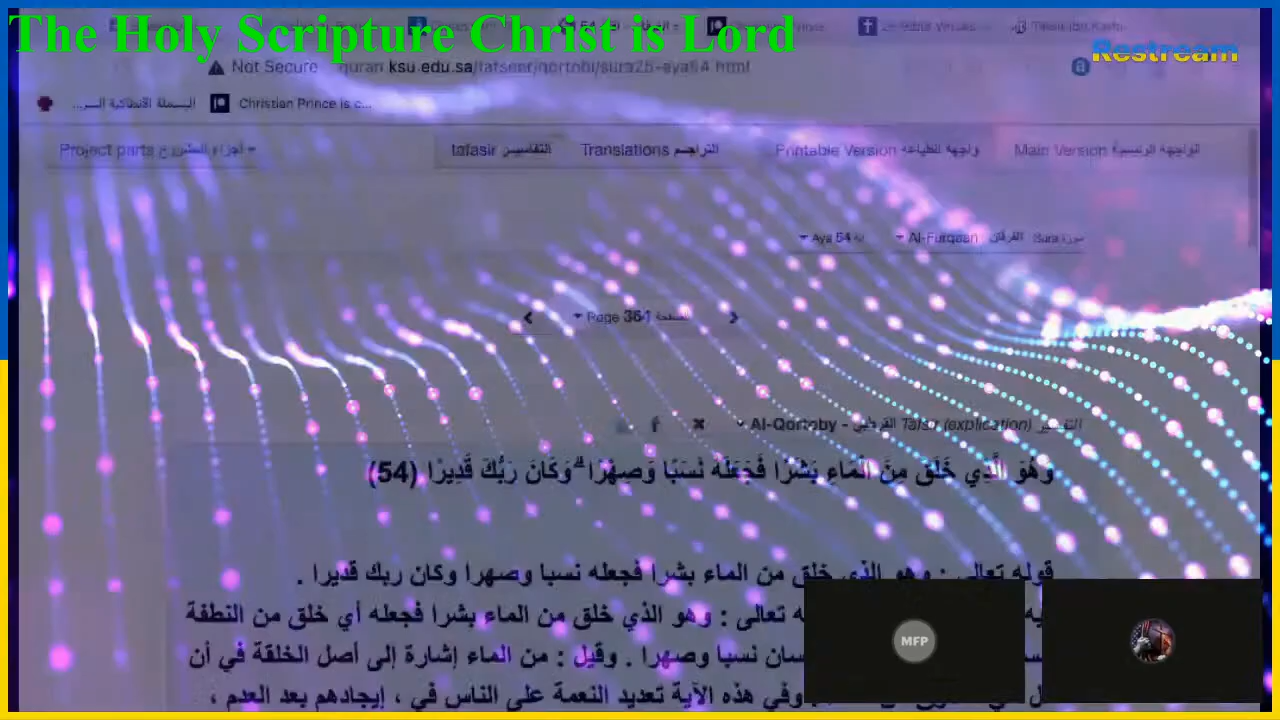 The Holy Scripture Christ is Lord
Restream
Not Secure quran.ksu.edu.sa/tafseer/qortobi/sura25-aya54.html
Christian Prince is c...
Project parts أجزاء المشروع
tafasir التفاسير
Translations التراجم
Printable Version واجهة للطباعة
Main Version الواجهة الرئيسية
Aya 54 آية
Al-Furqaan الفرقان Sura سورة
Page 361 الصفحة
Al-Qortoby - القرطبي Tafsir (explication) التفسير
وَهُوَ الَّذِي خَلَقَ مِنَ الْمَاءِ بَشَرًا فَجَعَلَهُ نَسَبًا وَصِهْرًا ۗ وَكَانَ رَبُّكَ قَدِيرًا (54)
قوله تعالى : وهو الذي خلق من الماء بشرا فجعله نسبا وصهرا وكان ربك قديرا .
تعالى : وهو الذي خلق من الماء بشرا فجعله أي خلق من النطفة
نسبا وصهرا . وقيل : من الماء إشارة إلى أصل الخلقة في أن
وفي هذه الآية تعديد النعمة على الناس في ، إيجادهم بعد العدم ،
MFP